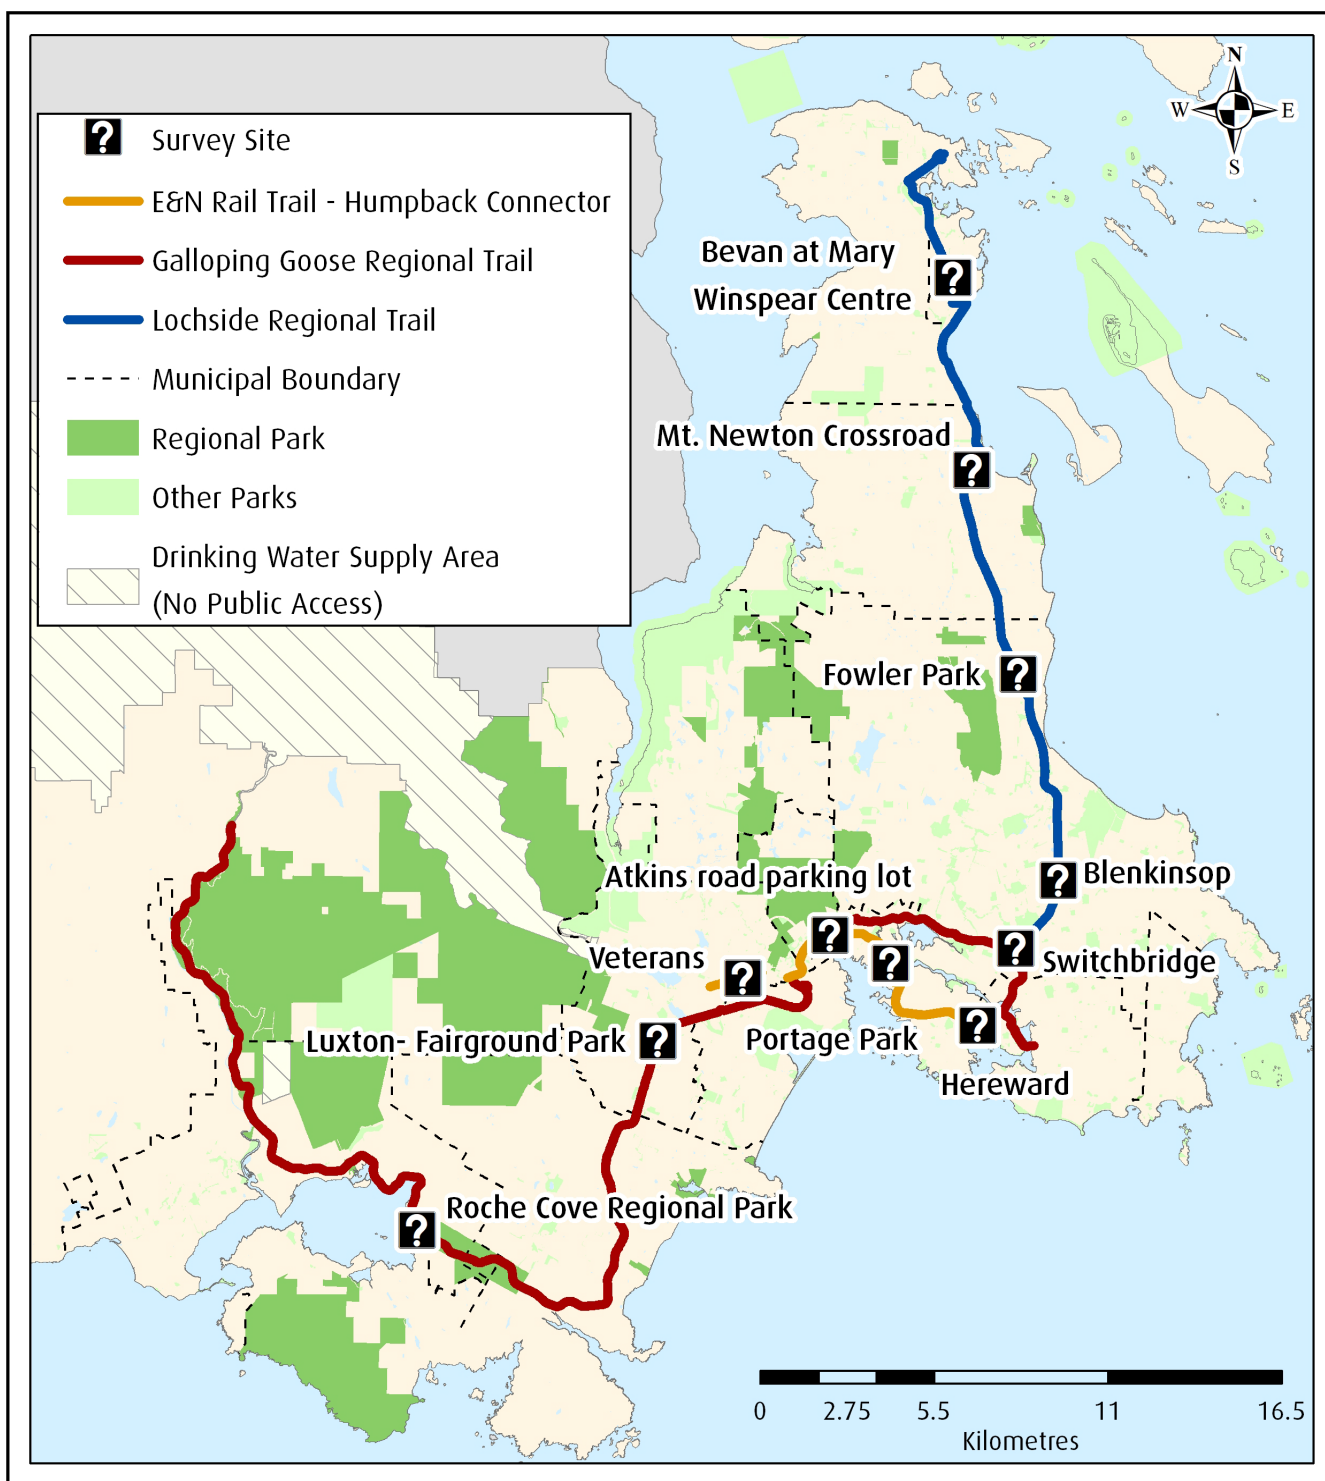 N
W E
S
? Survey Site
E&N Rail Trail - Humpback Connector
Galloping Goose Regional Trail
Lochside Regional Trail
Municipal Boundary
Regional Park
Other Parks
Drinking Water Supply Area
(No Public Access)
Bevan at Mary
Winspear Centre
?
Mt. Newton Crossroad
?
Fowler Park ?
Atkins road parking lot
? Blenkinsop
?
Veterans ?
?
? Switchbridge
Luxton- Fairground Park ?
Portage Park
?
Hereward
Roche Cove Regional Park
?
0 2.75 5.5 11 16.5
Kilometres